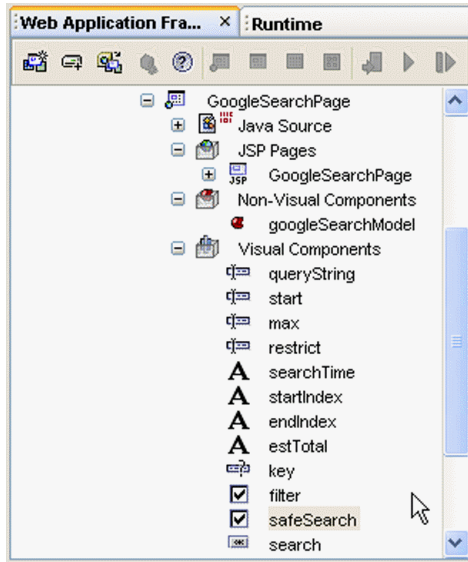 Web Application Fra... × Runtime
GoogleSearchPage
Java Source
JSP Pages
JSP GoogleSearchPage
Non-Visual Components
googleSearchModel
Visual Components
queryString
start
max
restrict
A searchTime
A startIndex
A endIndex
A estTotal
key
filter
safeSearch
OK search